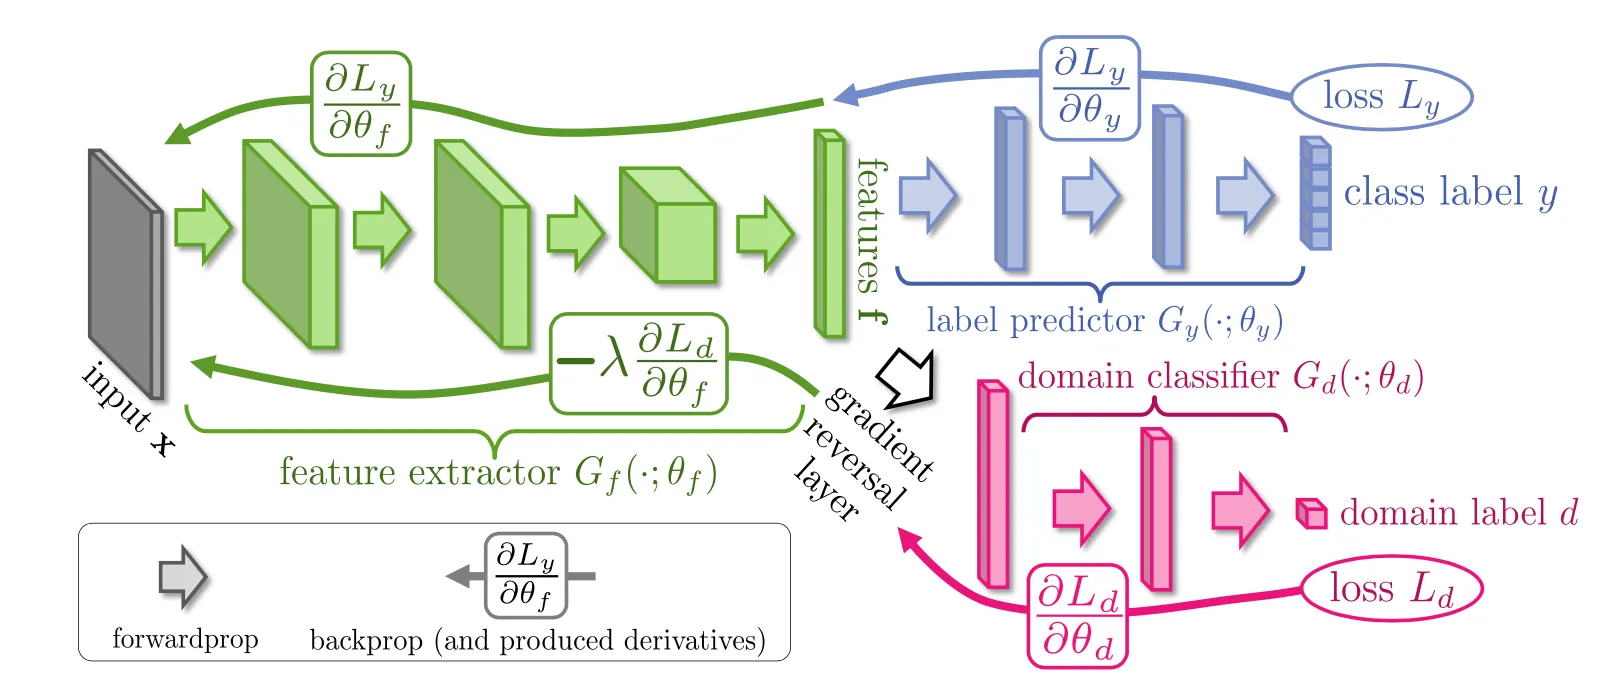 ∂L_y
∂θ_f
∂L_y
∂θ_y
loss L_y
class label y
features f
label predictor G_y(·; θ_y)
input x
−λ ∂L_d
∂θ_f
feature extractor G_f(·; θ_f)
gradient
reversal
layer
domain classifier G_d(·; θ_d)
domain label d
∂L_d
∂θ_d
loss L_d
forwardprop
∂L_y
∂θ_f
backprop (and produced derivatives)